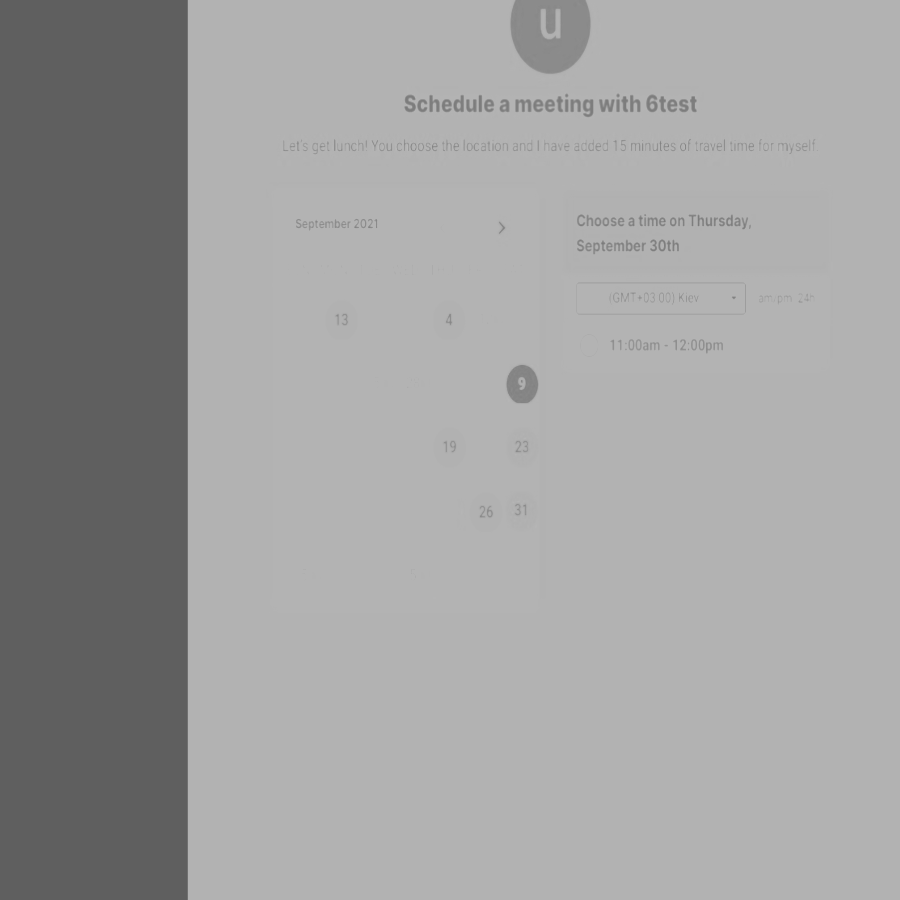 u
Schedule a meeting with 6test
Let's get lunch! You choose the location and I have added 15 minutes of travel time for myself
September 2021
13
4
9
19
23
26
31
Choose a time on Thursday,
September 30th
(GMT+03:00) Kiev
am/pm 24h
11:00am - 12:00pm